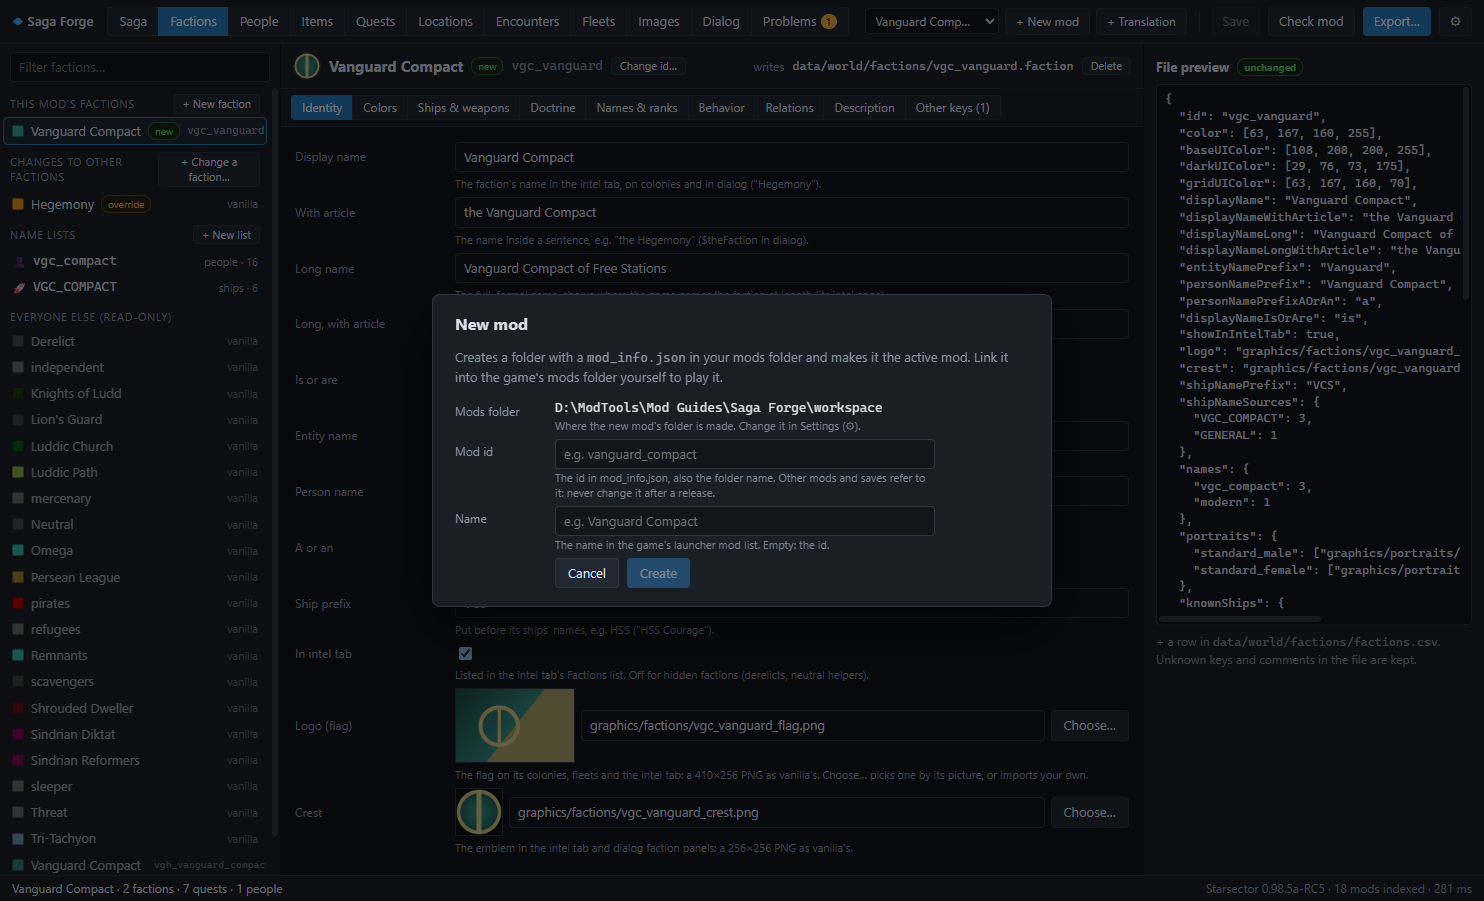 Saga Forge
Saga
Factions
People
Items
Quests
Locations
Encounters
Fleets
Images
Dialog
Problems 1
Vanguard Comp...
+ New mod
+ Translation
Save
Check mod
Export...
Filter factions...
THIS MOD'S FACTIONS
+ New faction
Vanguard Compact new vgc_vanguard
CHANGES TO OTHER FACTIONS
+ Change a faction...
Hegemony override vanilla
NAME LISTS
+ New list
vgc_compact people · 16
VGC_COMPACT ships · 6
EVERYONE ELSE (READ-ONLY)
Derelict vanilla
independent vanilla
Knights of Ludd vanilla
Lion's Guard vanilla
Luddic Church vanilla
Luddic Path vanilla
mercenary vanilla
Neutral vanilla
Omega vanilla
Persean League vanilla
pirates vanilla
refugees vanilla
Remnants vanilla
scavengers vanilla
Shrouded Dweller vanilla
Sindrian Diktat vanilla
Sindrian Reformers vanilla
sleeper vanilla
Threat vanilla
Tri-Tachyon vanilla
Vanguard Compact vgh_vanguard_compac
Vanguard Compact new vgc_vanguard Change id...
writes data/world/factions/vgc_vanguard.faction Delete
Identity
Colors
Ships & weapons
Doctrine
Names & ranks
Behavior
Relations
Description
Other keys (1)
Display name
Vanguard Compact
The faction's name in the intel tab, on colonies and in dialog ("Hegemony").
With article
the Vanguard Compact
The name inside a sentence, e.g. "the Hegemony" ($theFaction in dialog).
Long name
Vanguard Compact of Free Stations
Long, with article
Is or are
Entity name
Person name
A or an
Ship prefix
Put before its ships' names, e.g. HSS ("HSS Courage").
In intel tab
Listed in the intel tab's Factions list. Off for hidden factions (derelicts, neutral helpers).
Logo (flag)
graphics/factions/vgc_vanguard_flag.png
Choose...
The flag on its colonies, fleets and the intel tab: a 410×256 PNG as vanilla's. Choose... picks one by its picture, or imports your own.
Crest
graphics/factions/vgc_vanguard_crest.png
Choose...
The emblem in the intel tab and dialog faction panels: a 256×256 PNG as vanilla's.
New mod
Creates a folder with a mod_info.json in your mods folder and makes it the active mod. Link it
into the game's mods folder yourself to play it.
Mods folder
D:\ModTools\Mod Guides\Saga Forge\workspace
Where the new mod's folder is made. Change it in Settings (⚙).
Mod id
e.g. vanguard_compact
The id in mod_info.json, also the folder name. Other mods and saves refer to
it: never change it after a release.
Name
e.g. Vanguard Compact
The name in the game's launcher mod list. Empty: the id.
Cancel
Create
File preview unchanged
{
"id": "vgc_vanguard",
"color": [63, 167, 160, 255],
"baseUIColor": [108, 208, 200, 255],
"darkUIColor": [29, 76, 73, 175],
"gridUIColor": [63, 167, 160, 70],
"displayName": "Vanguard Compact",
"displayNameWithArticle": "the Vanguard
"displayNameLong": "Vanguard Compact of
"displayNameLongWithArticle": "the Vangu
"entityNamePrefix": "Vanguard",
"personNamePrefix": "Vanguard Compact",
"personNamePrefixAOrAn": "a",
"displayNameIsOrAre": "is",
"showInIntelTab": true,
"logo": "graphics/factions/vgc_vanguard_
"crest": "graphics/factions/vgc_vanguard
"shipNamePrefix": "VCS",
"shipNameSources": {
"VGC_COMPACT": 3,
"GENERAL": 1
},
"names": {
"vgc_compact": 3,
"modern": 1
},
"portraits": {
"standard_male": ["graphics/portraits/
"standard_female": ["graphics/portrait
},
"knownShips": {
+ a row in data/world/factions/factions.csv.
Unknown keys and comments in the file are kept.
Vanguard Compact · 2 factions · 7 quests · 1 people
Starsector 0.98.5a-RC5 · 18 mods indexed · 281 ms